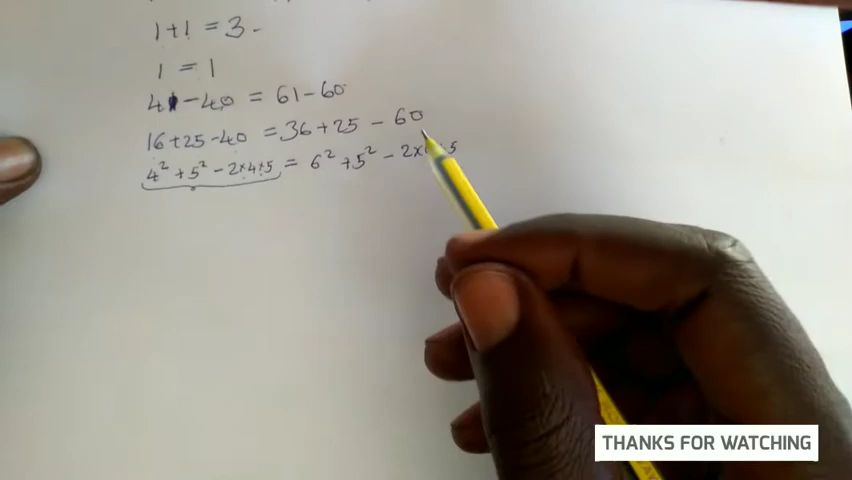 1+1 = 3
1 = 1
41-40 = 61-60
16+25-40 = 36+25-60
4²+5²-2×4×5 = 6²+5²-2× 5
THANKS FOR WATCHING